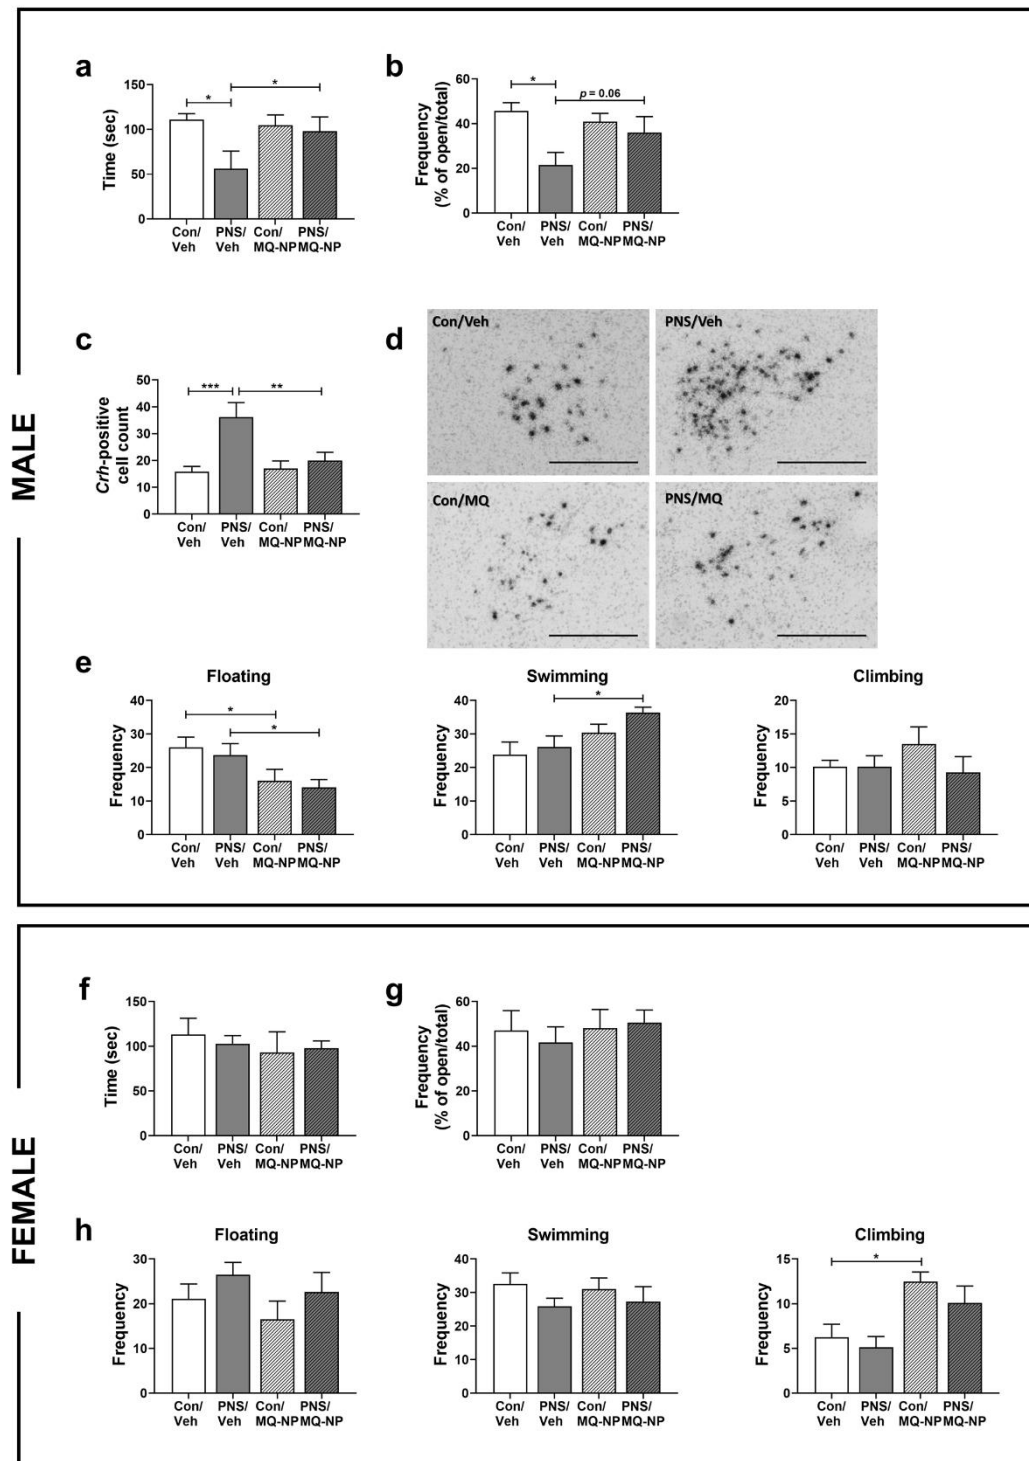 MALE
a
Time (sec)
150
100
50
0
*
*
Con/ PNS/ Con/ PNS/
Veh Veh MQ-NP MQ-NP
b
Frequency
(% of open/total)
60
40
20
0
*
p = 0.06
Con/ PNS/ Con/ PNS/
Veh Veh MQ-NP MQ-NP
c
Crh-positive
cell count
50
40
30
20
10
0
***
**
Con/ PNS/ Con/ PNS/
Veh Veh MQ-NP MQ-NP
d
Con/Veh
PNS/Veh
Con/MQ
PNS/MQ
e
Floating
Frequency
40
30
20
10
0
*
*
Con/ PNS/ Con/ PNS/
Veh Veh MQ-NP MQ-NP
Swimming
Frequency
40
30
20
10
0
*
Con/ PNS/ Con/ PNS/
Veh Veh MQ-NP MQ-NP
Climbing
Frequency
20
15
10
5
0
Con/ PNS/ Con/ PNS/
Veh Veh MQ-NP MQ-NP
FEMALE
f
Time (sec)
150
100
50
0
Con/ PNS/ Con/ PNS/
Veh Veh MQ-NP MQ-NP
g
Frequency
(% of open/total)
60
40
20
0
Con/ PNS/ Con/ PNS/
Veh Veh MQ-NP MQ-NP
h
Floating
Frequency
30
20
10
0
Con/ PNS/ Con/ PNS/
Veh Veh MQ-NP MQ-NP
Swimming
Frequency
40
30
20
10
0
Con/ PNS/ Con/ PNS/
Veh Veh MQ-NP MQ-NP
Climbing
Frequency
15
10
5
0
*
Con/ PNS/ Con/ PNS/
Veh Veh MQ-NP MQ-NP